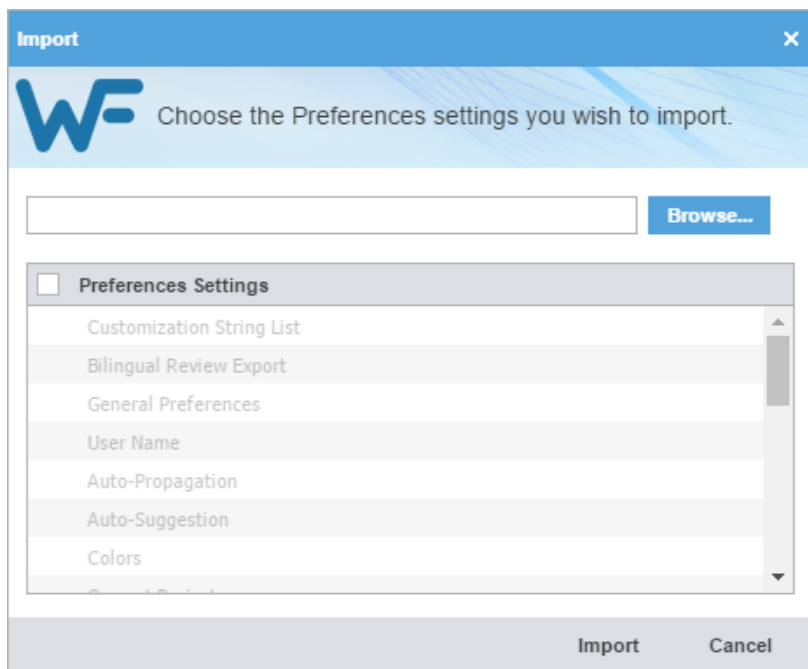 Import
WF Choose the Preferences settings you wish to import.
Browse...
Preferences Settings
Customization String List
Bilingual Review Export
General Preferences
User Name
Auto-Propagation
Auto-Suggestion
Colors
Import Cancel